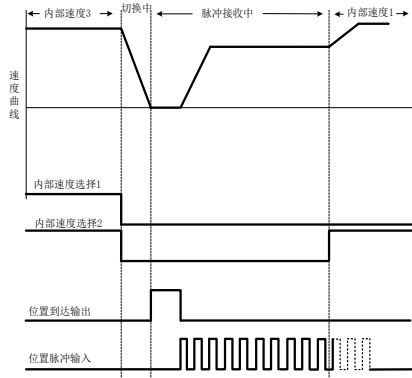 内部速度3
切换中
脉冲接收中
内部速度1
速度曲线
内部速度选择1
内部速度选择2
位置到达输出
位置脉冲输入